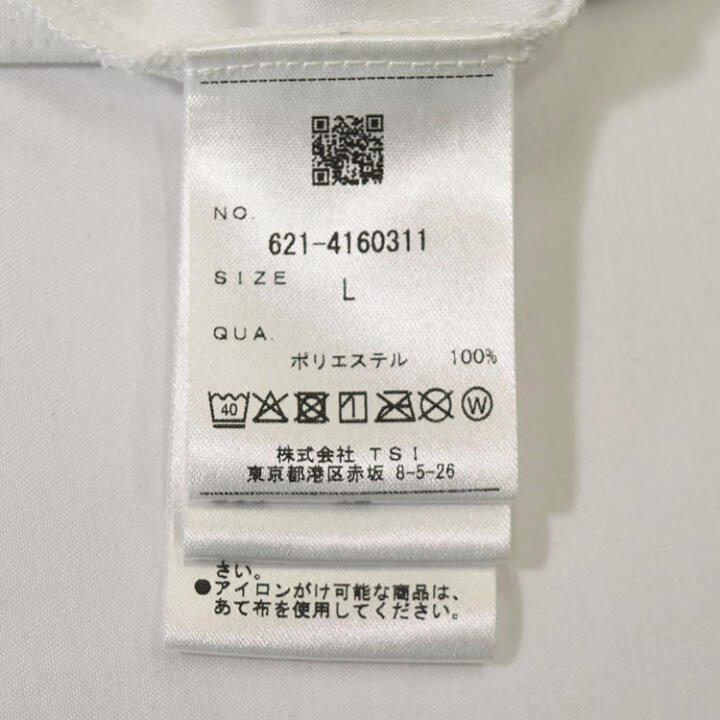 NO.
621-4160311
SIZE
L
QUA.
ポリエステル 100%
40 W
株式会社 TSI
東京都港区赤坂 8-5-26
さい。
●アイロンがけ可能な商品は、
あて布を使用してください。